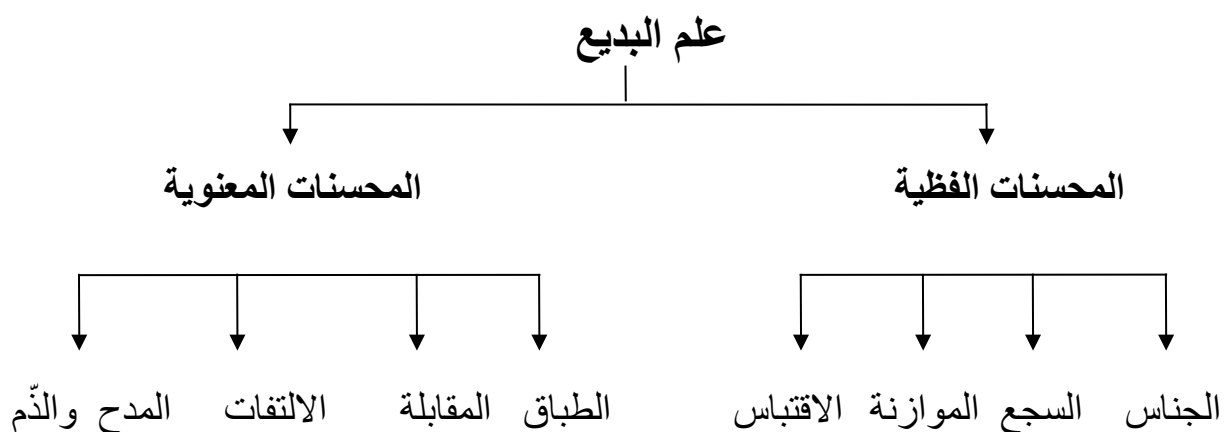 علم البديع
المحسنات الفظية المحسنات المعنوية
الجناس السجع الموازنة الاقتباس الطباق المقابلة الالتفات المدح والذّم